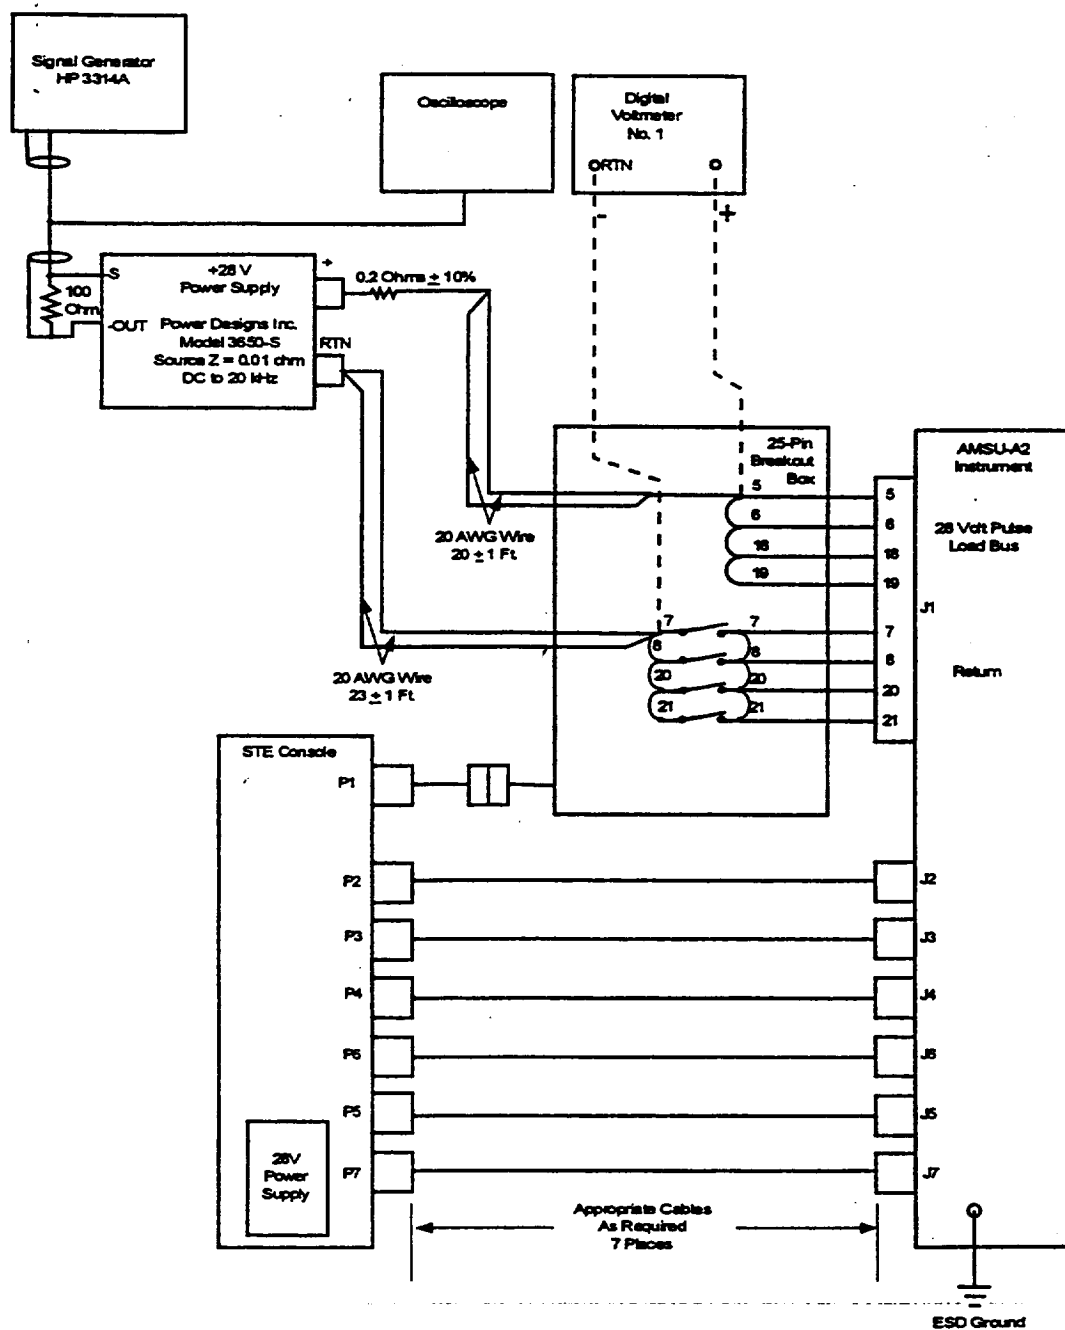 Signal Generator
HP 3314A
Oscilloscope
Digital
Voltmeter
No. 1
RTN
-
+
S
100
Ohm
-OUT
+28 V
Power Supply
Power Designs Inc.
Model 3650-S
Source Z = 0.01 ohm
DC to 20 kHz
+
RTN
0.2 Ohms ± 10%
20 AWG Wire
20 ± 1 Ft.
20 AWG Wire
23 ± 1 Ft.
25-Pin
Breakout
Box
5
6
18
19
7
8
20
21
7
8
20
21
5
6
18
19
7
8
20
21
AMSU-A2
Instrument
28 Volt Pulse
Load Bus
J1
Return
STE Console
P1
P2
P3
P4
P6
P5
P7
28V
Power
Supply
J2
J3
J4
J6
J5
J7
Appropriate Cables
As Required
7 Places
ESD Ground